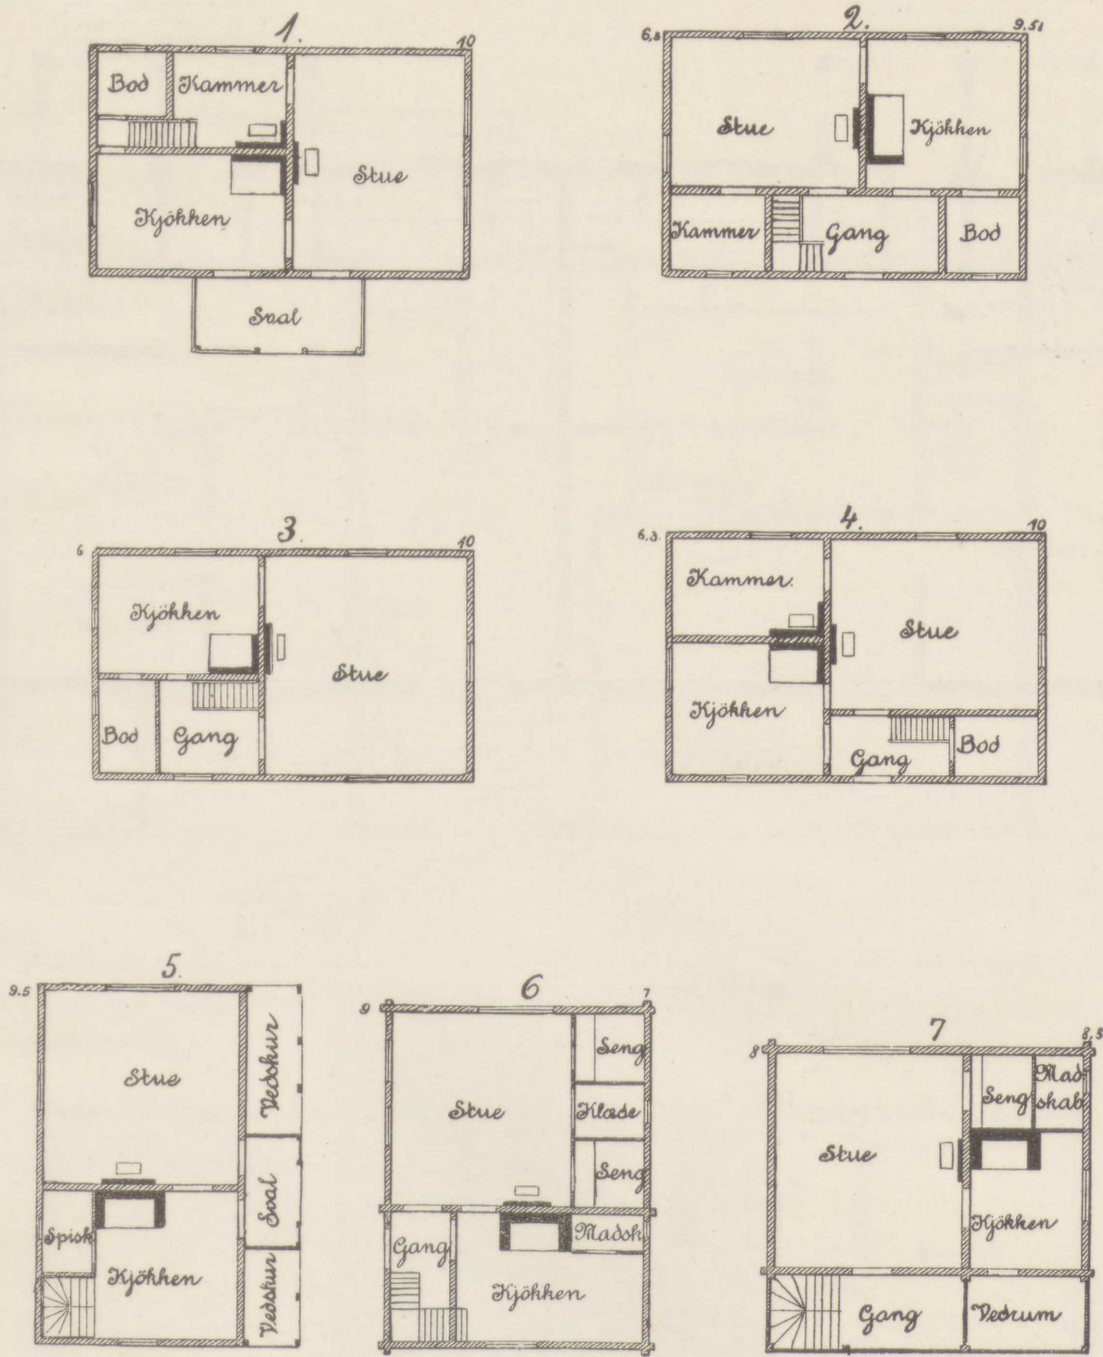 1.
10
Bod
Kammer
Stue
Kjökken
Sval
2.
6,8
9.51
Stue
Kjökken
Kammer
Gang
Bod
3.
6
10
Kjökken
Stue
Bod
Gang
4.
6,3.
10
Kammer.
Stue
Kjökken
Gang
Bod
5.
9.5
Stue
Vedskur
Sval
Spisk
Kjökken
Vedskur
6
9
7
Seng
Stue
Klæde
Seng
Gang
Madsk
Kjökken
7
8
8,5
Seng
Mad
skab
Stue
Kjökken
Gang
Vedrum